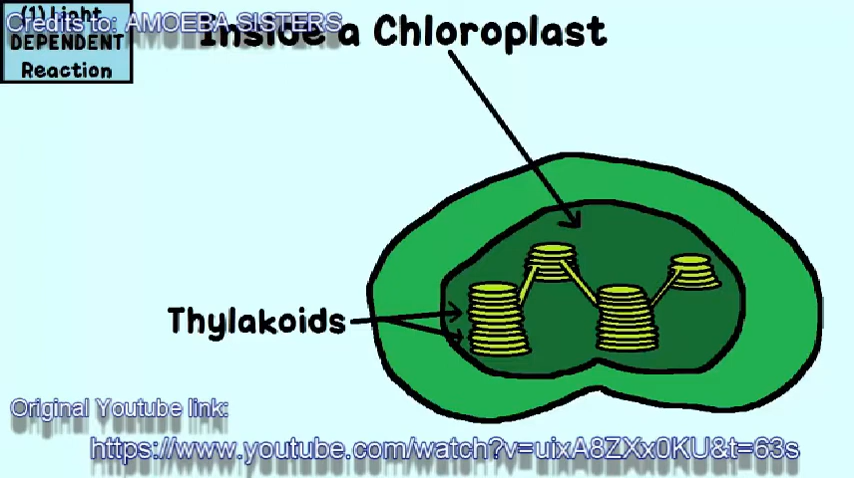 (1) Light
DEPENDENT
Reaction
Credits to: AMOEBA SISTERS
Inside a Chloroplast
Thylakoids
Original Youtube link:
https://www.youtube.com/watch?v=uixA8ZXx0KU&t=63s